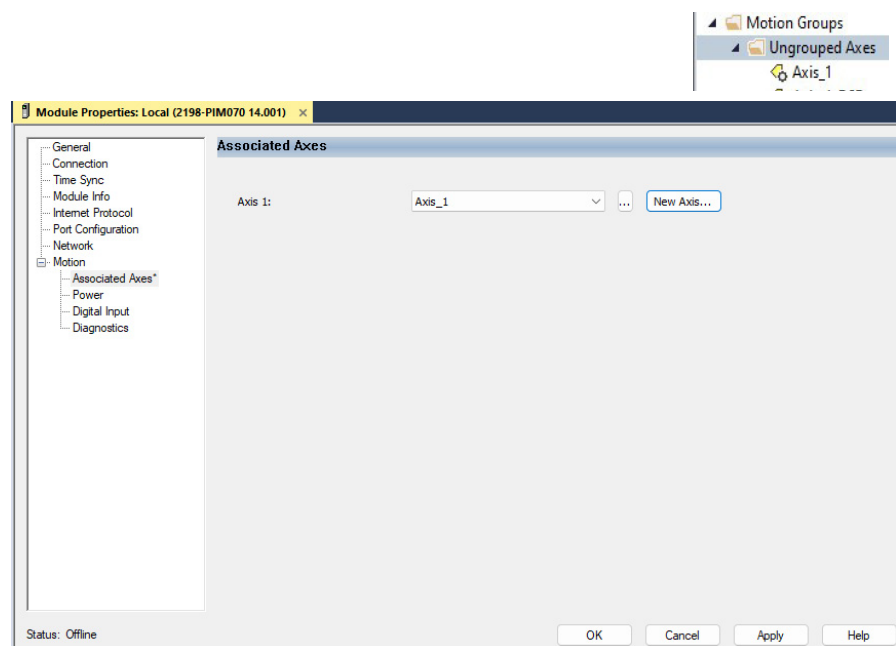 Motion Groups
Ungrouped Axes
Axis_1
Module Properties: Local (2198-PIM070 14.001) ×
General
Connection
Time Sync
Module Info
Internet Protocol
Port Configuration
Network
Motion
Associated Axes*
Power
Digital Input
Diagnostics
Associated Axes
Axis 1: Axis_1 ... New Axis...
Status: Offline OK Cancel Apply Help